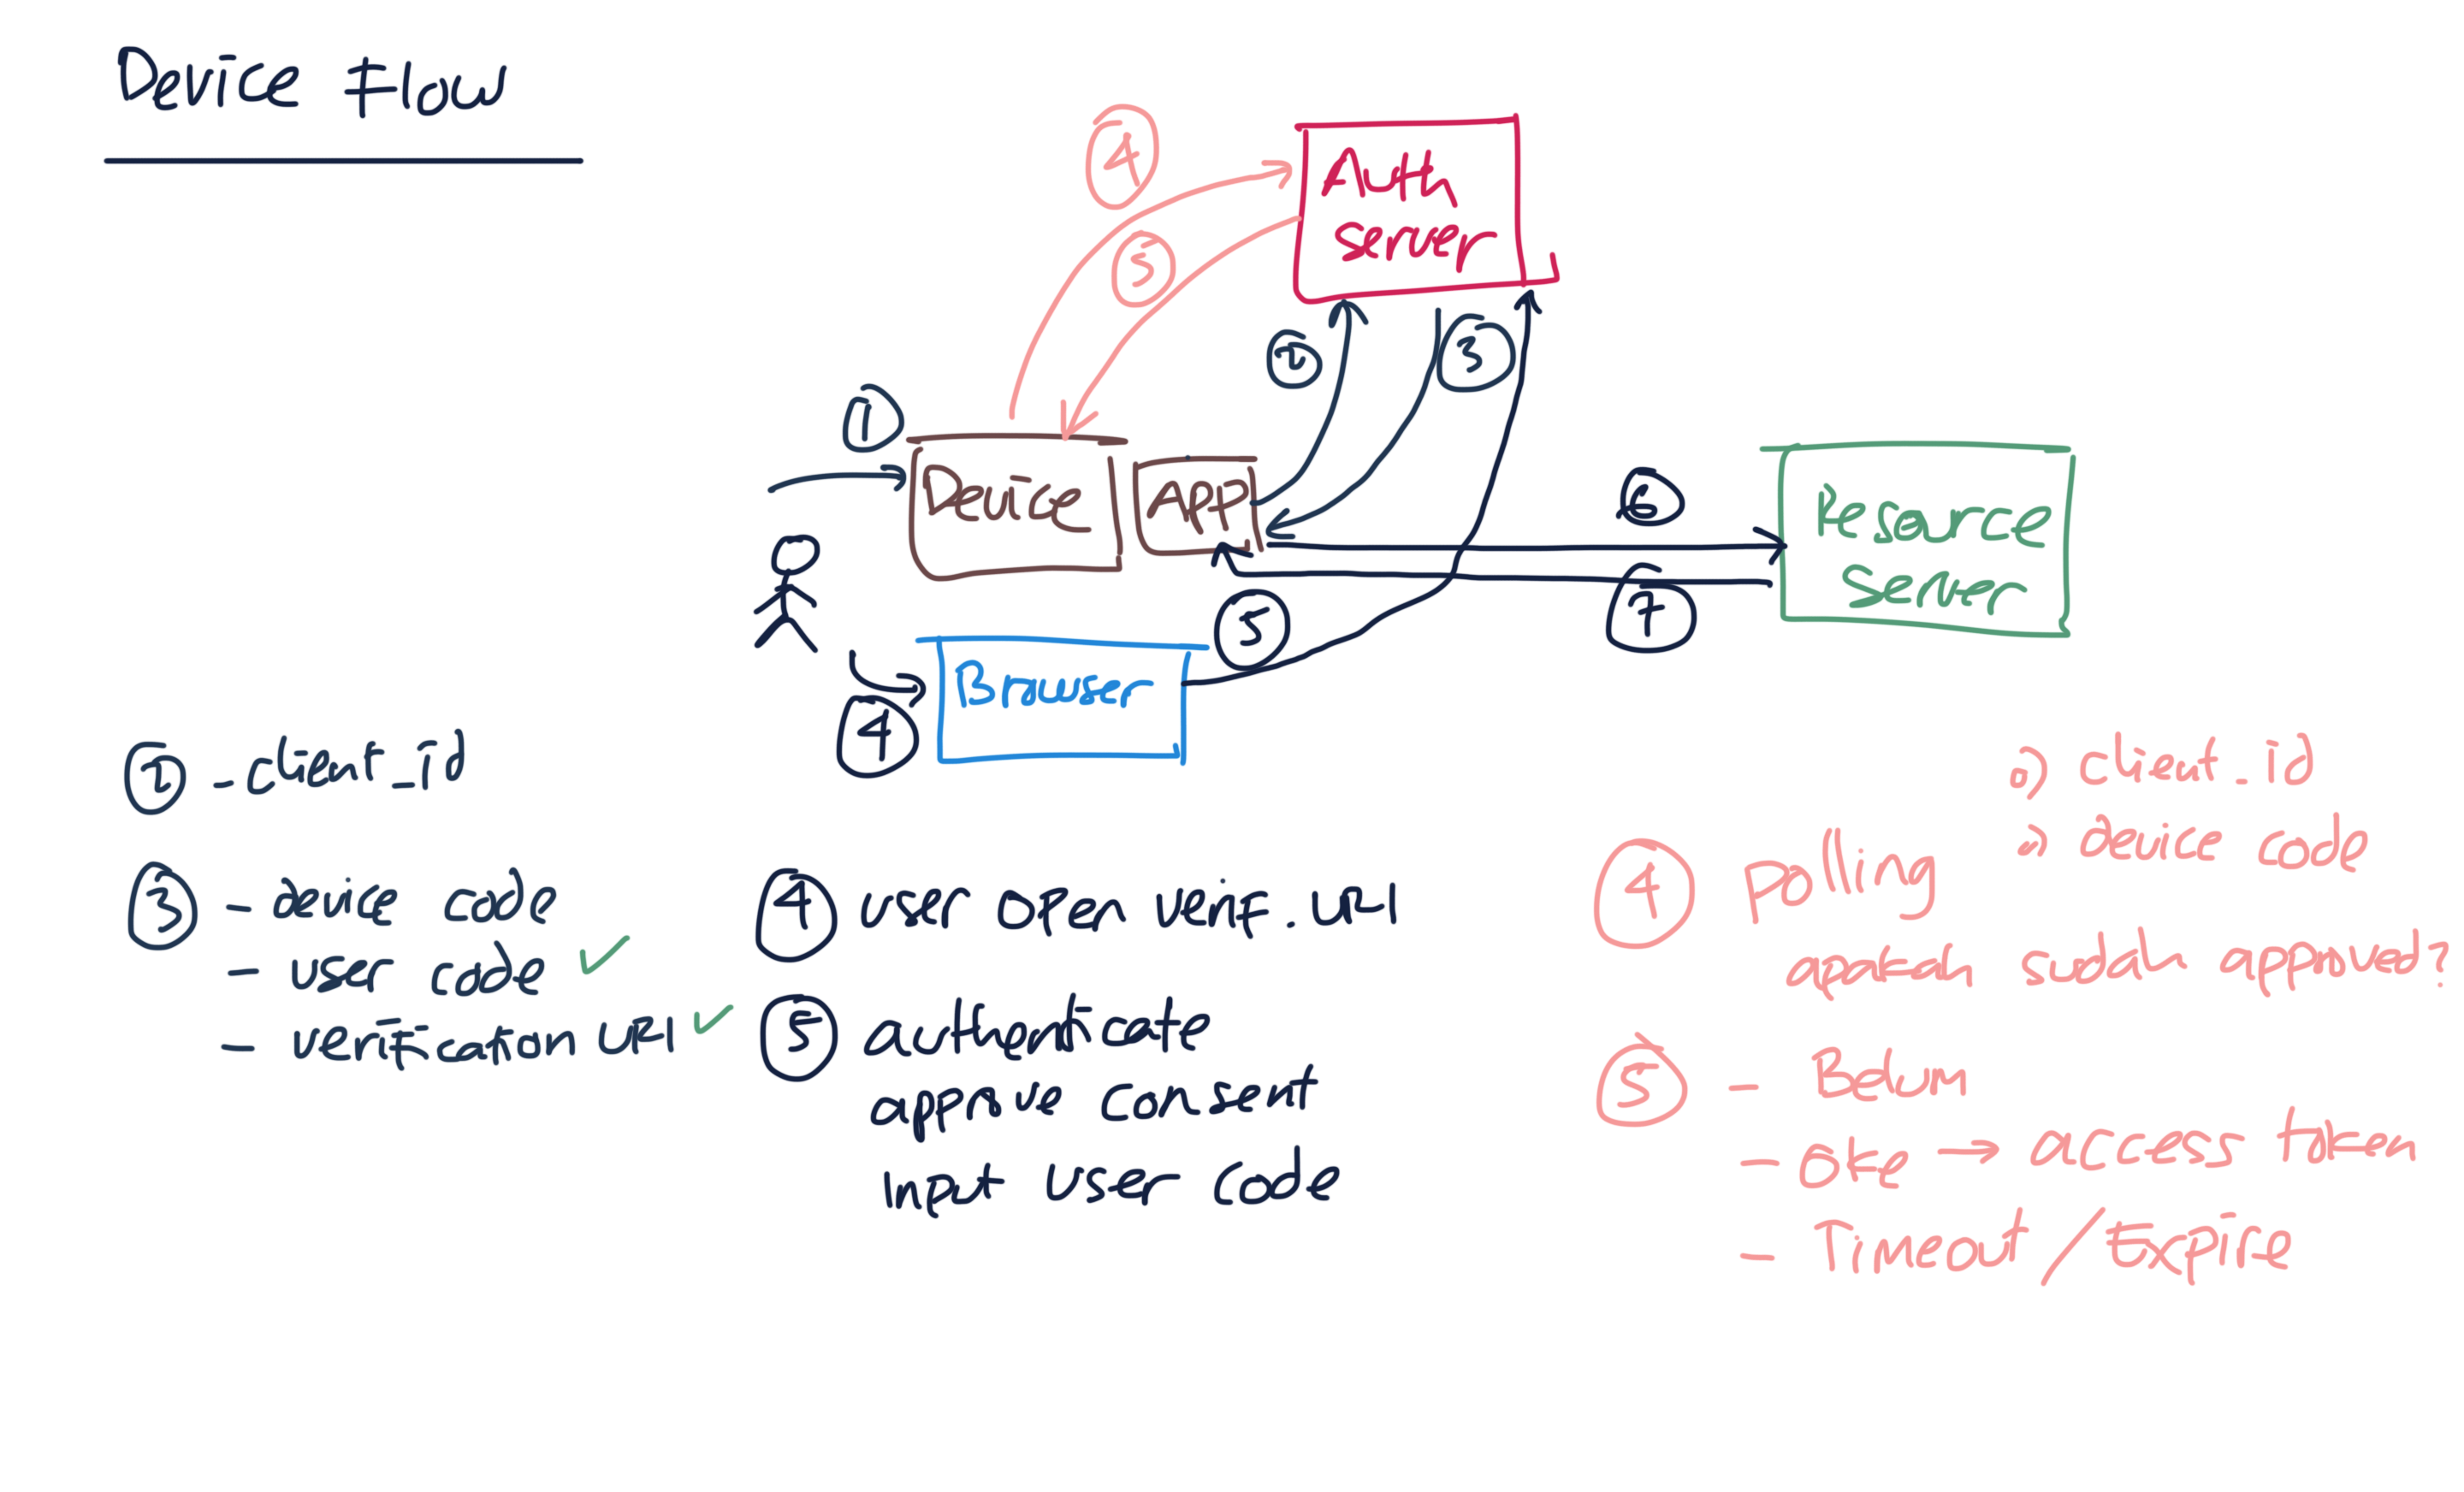 Device Flow
4
Auth
server
5
2
3
1
Device
APP
6
Resource
Server
7
5
Browser
4
2 - client_id
3 - device code
- user code ✓
- verification URI ✓
4 user open verif. URI
5 authenticate
approve consent
input user code
a) client_id
device code
4 polling
apakah sudah approved?
5 - Belum
- oke → access token
- Timeout / Expire